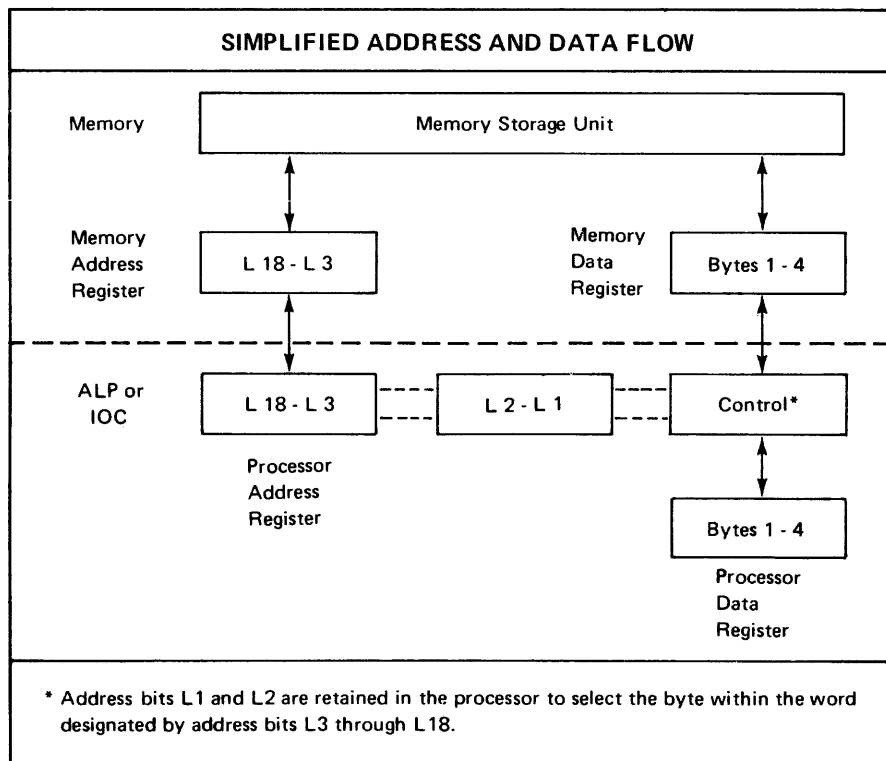 SIMPLIFIED ADDRESS AND DATA FLOW
Memory
Memory Storage Unit
Memory
Address
Register
L 18 - L 3
Memory
Data
Register
Bytes 1 - 4
ALP or
IOC
L 18 - L 3
L 2 - L 1
Control*
Processor
Address
Register
Bytes 1 - 4
Processor
Data
Register
* Address bits L1 and L2 are retained in the processor to select the byte within the word
designated by address bits L3 through L18.